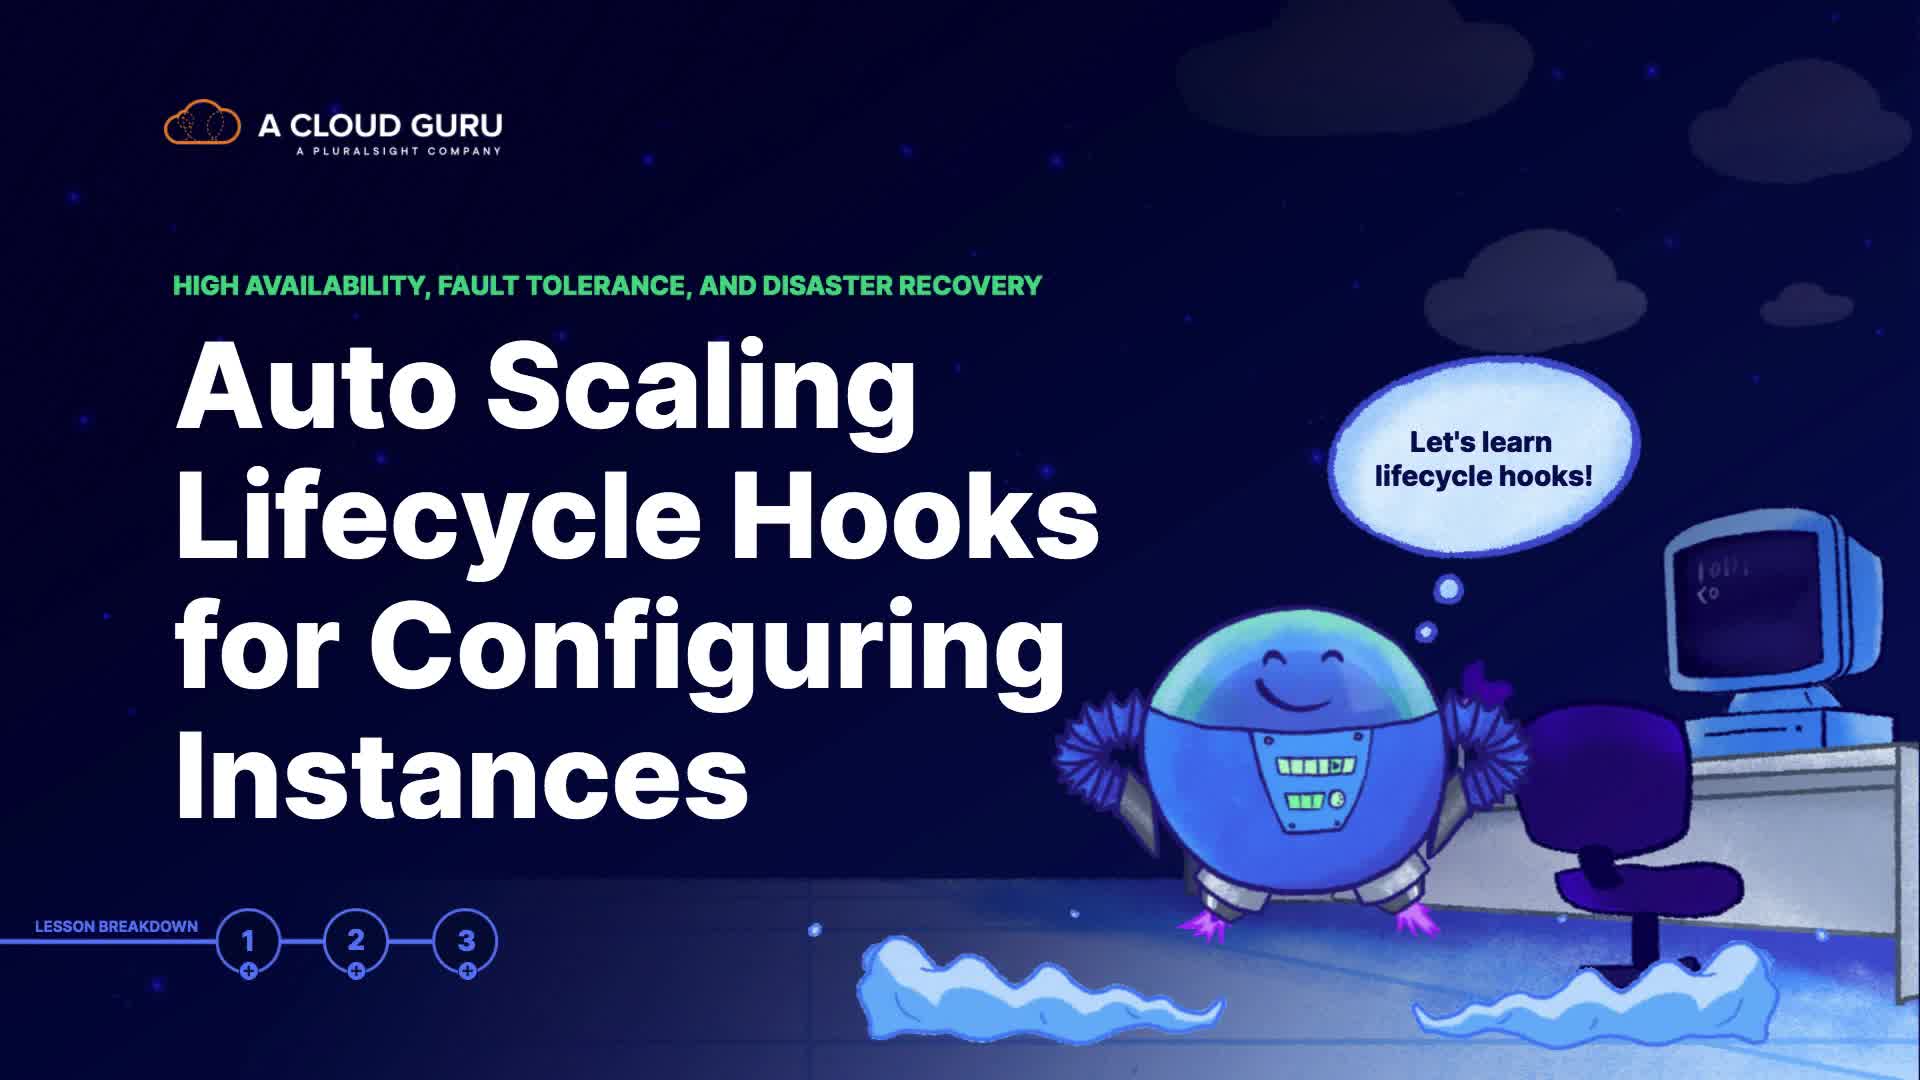 A CLOUD GURU
A PLURALSIGHT COMPANY
HIGH AVAILABILITY, FAULT TOLERANCE, AND DISASTER RECOVERY
Auto Scaling
Lifecycle Hooks
for Configuring
Instances
Let's learn
lifecycle hooks!
LESSON BREAKDOWN
1
2
3